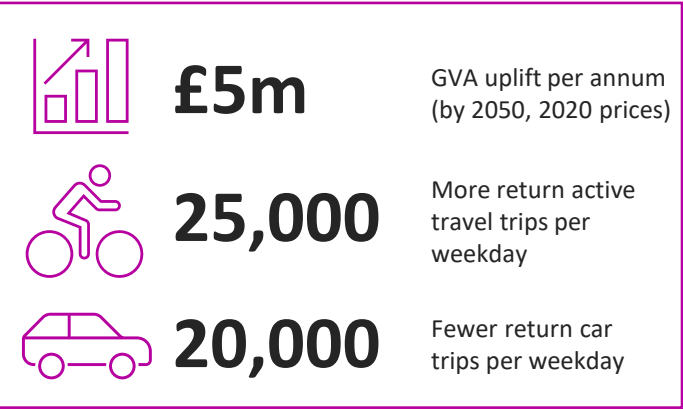 £5m
GVA uplift per annum
(by 2050, 2020 prices)
25,000
More return active
travel trips per
weekday
20,000
Fewer return car
trips per weekday